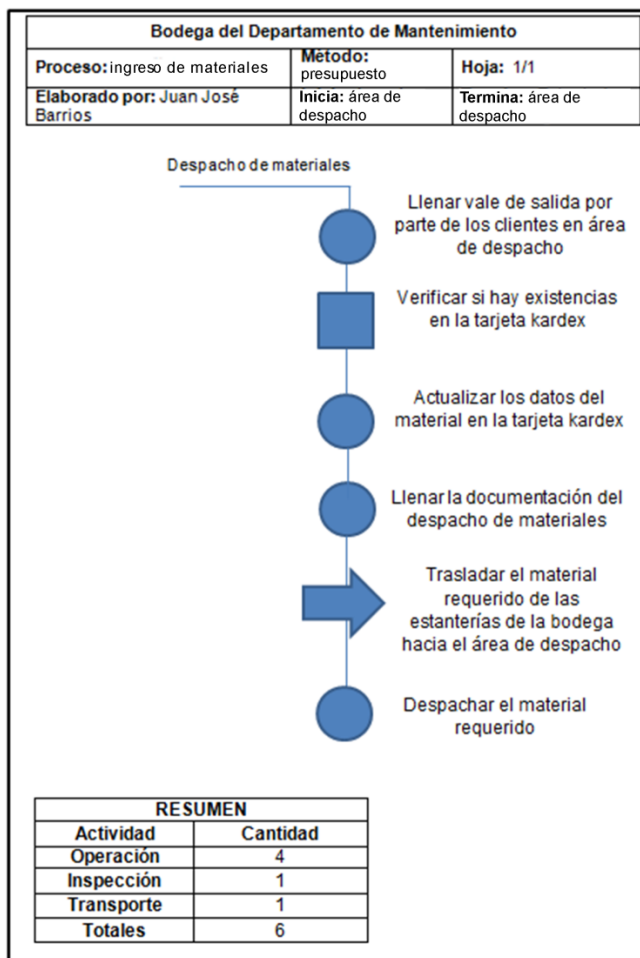 Bodega del Departamento de Mantenimiento
Proceso: ingreso de materiales
Método:
presupuesto
Hoja: 1/1
Elaborado por: Juan José
Barrios
Inicia: área de
despacho
Termina: área de
despacho
Despacho de materiales
Llenar vale de salida por
parte de los clientes en área
de despacho
Verificar si hay existencias
en la tarjeta kardex
Actualizar los datos del
material en la tarjeta kardex
Llenar la documentación del
despacho de materiales
Trasladar el material
requerido de las
estanterías de la bodega
hacia el área de despacho
Despachar el material
requerido
RESUMEN
Actividad Cantidad
Operación 4
Inspección 1
Transporte 1
Totales 6